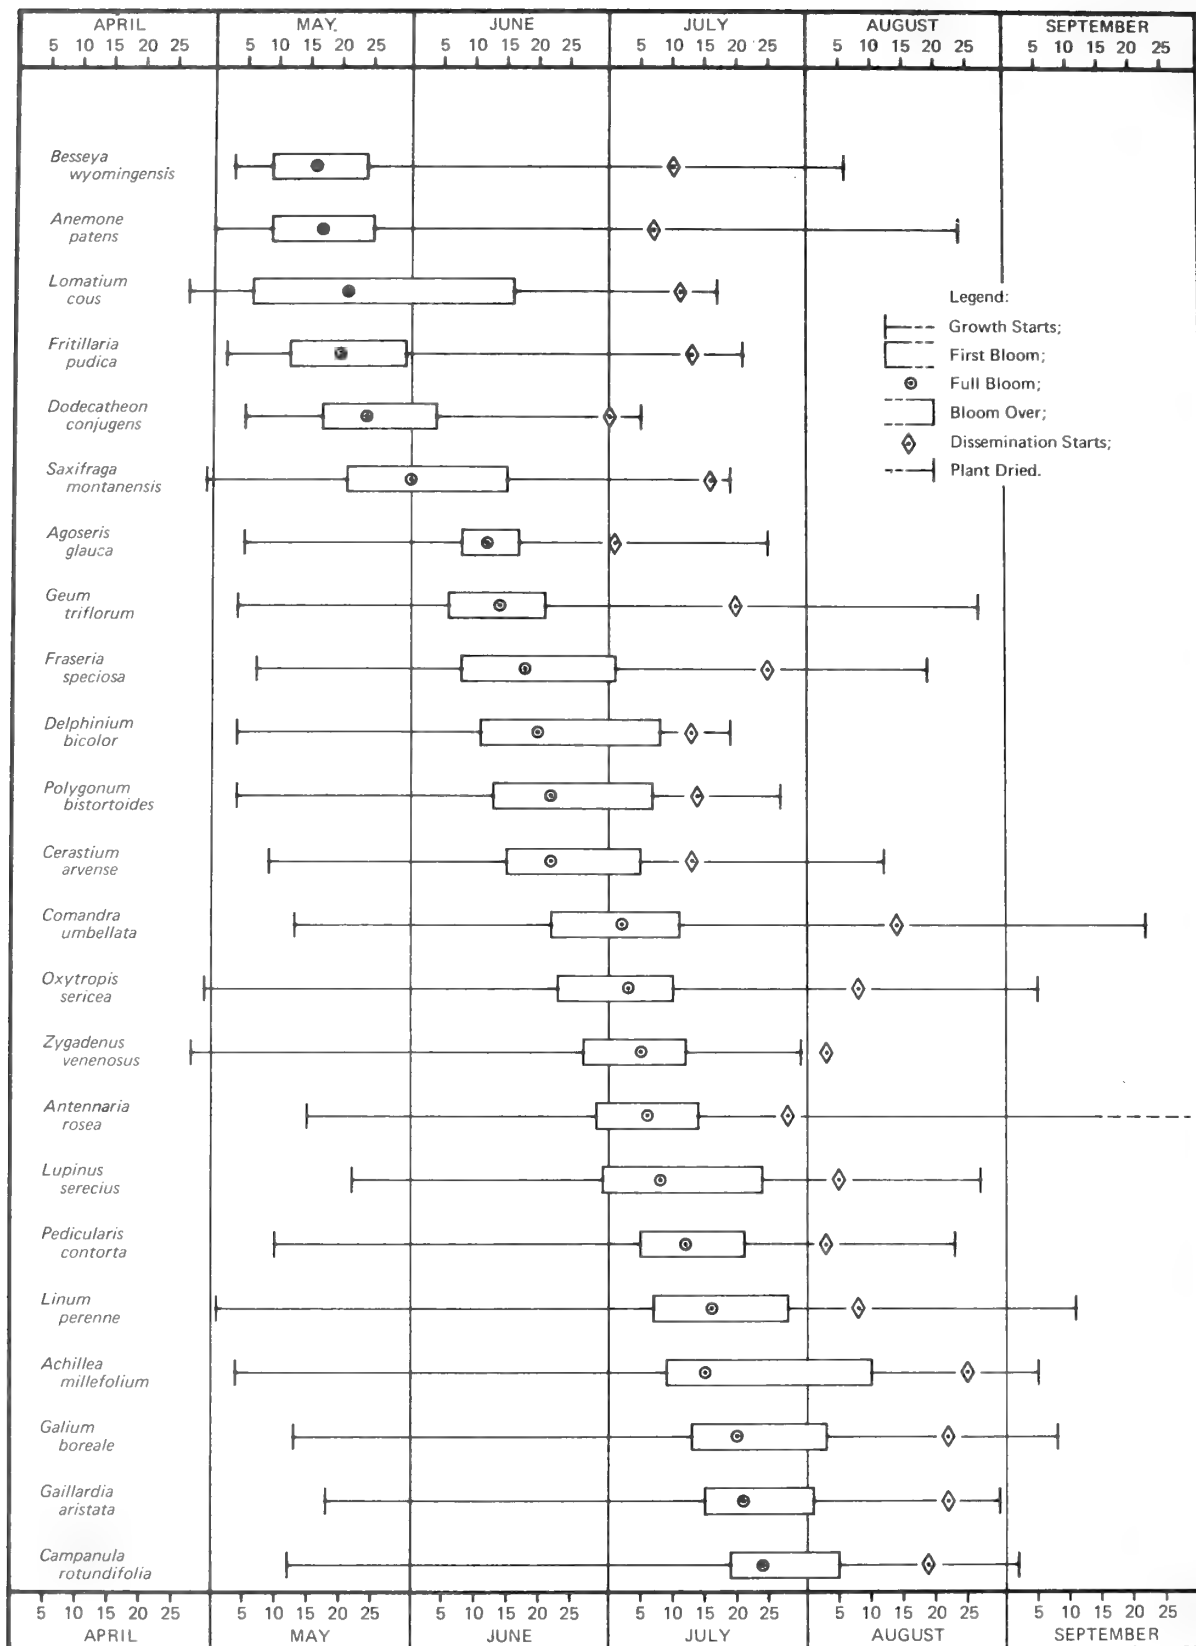 APRIL MAY. JUNE JULY AUGUST SEPTEMBER
5 10 15 20 25 5 10 15 20 25 5 10 15 20 25 5 10 15 20 25 5 10 15 20 25 5 10 15 20 25
Besseya
wyomingensis
Anemone
patens
Lomatium
cous
Legend:
Growth Starts;
First Bloom;
Full Bloom;
Bloom Over;
Dissemination Starts;
Plant Dried.
Fritillaria
pudica
Dodecatheon
conjugens
Saxifraga
montanensis
Agoseris
glauca
Geum
triflorum
Fraseria
speciosa
Delphinium
bicolor
Polygonum
bistortoides
Cerastium
arvense
Comandra
umbellata
Oxytropis
sericea
Zygadenus
venenosus
Antennaria
rosea
Lupinus
serecius
Pedicularis
contorta
Linum
perenne
Achillea
millefolium
Galium
boreale
Gaillardia
aristata
Campanula
rotundifolia
5 10 15 20 25 5 10 15 20 25 5 10 15 20 25 5 10 15 20 25 5 10 15 20 25 5 10 15 20 25
APRIL MAY JUNE JULY AUGUST SEPTEMBER